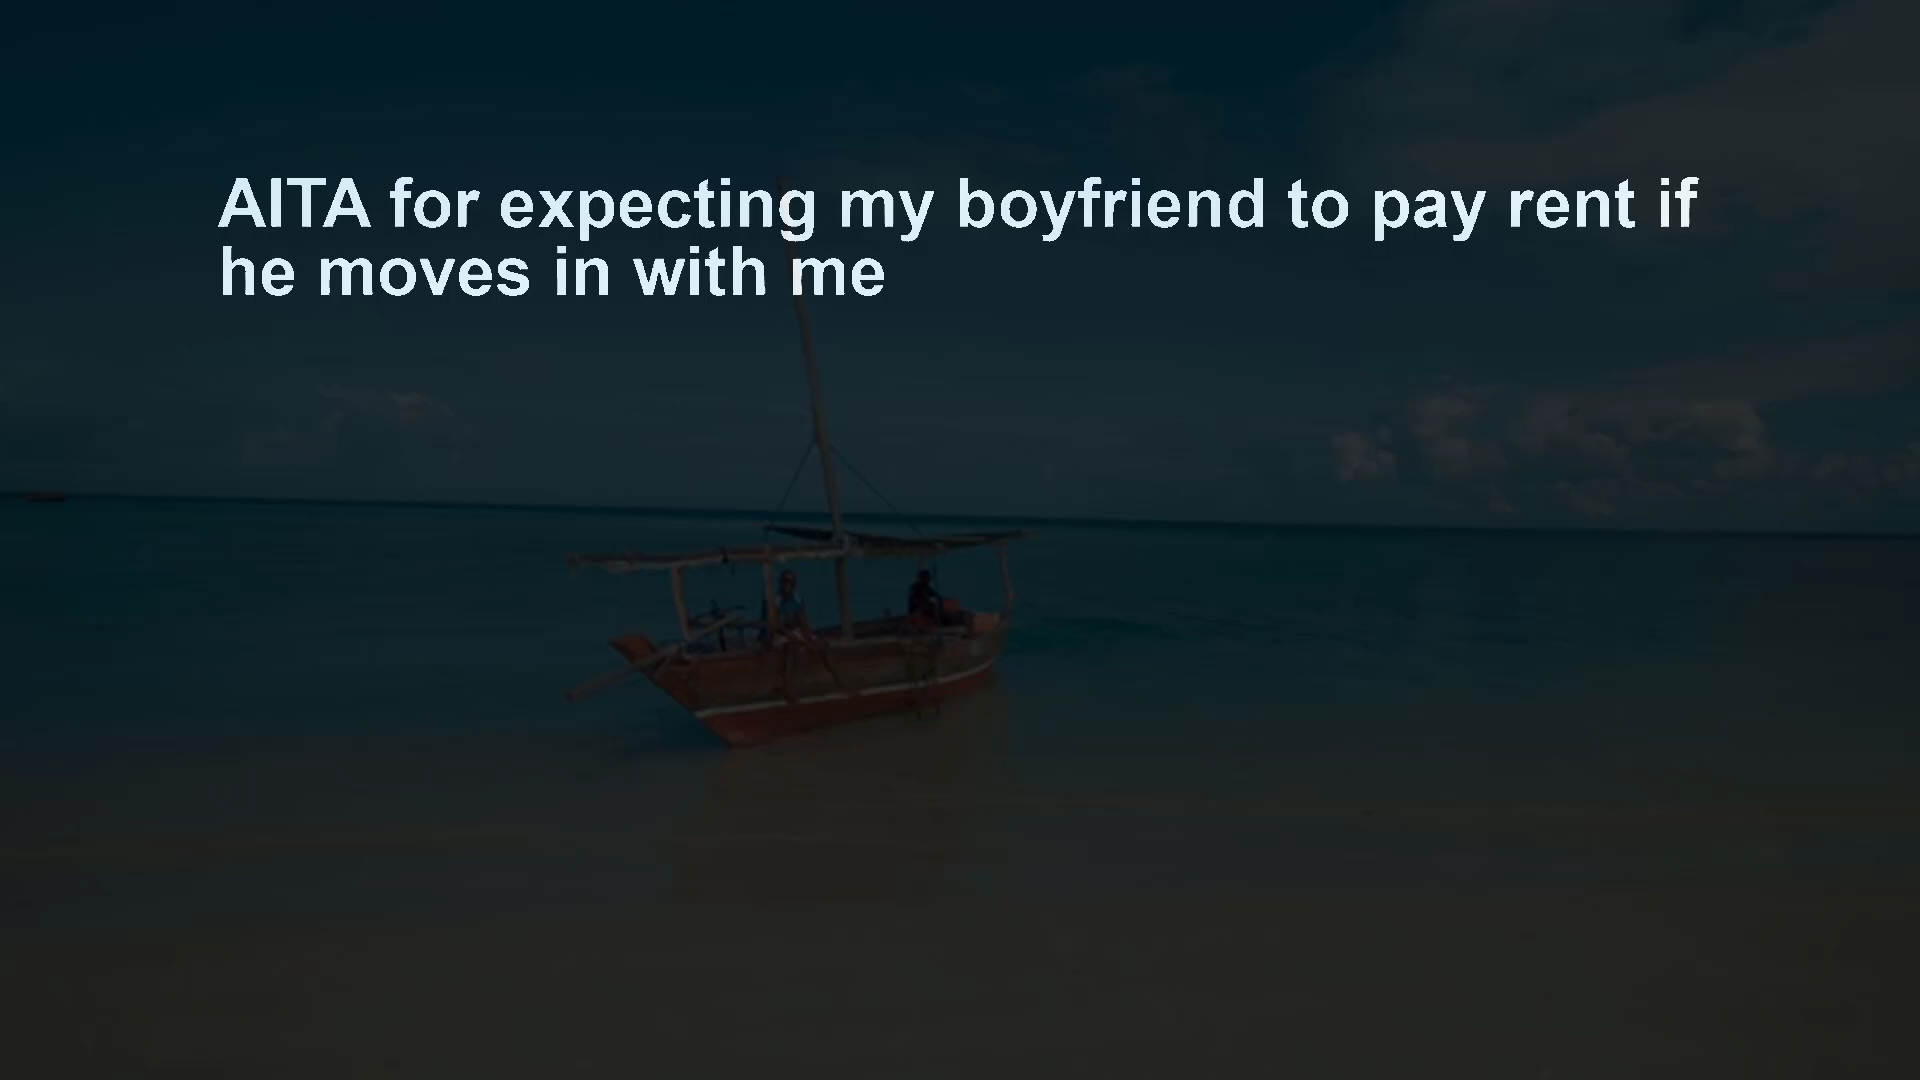 AITA for expecting my boyfriend to pay rent if
he moves in with me